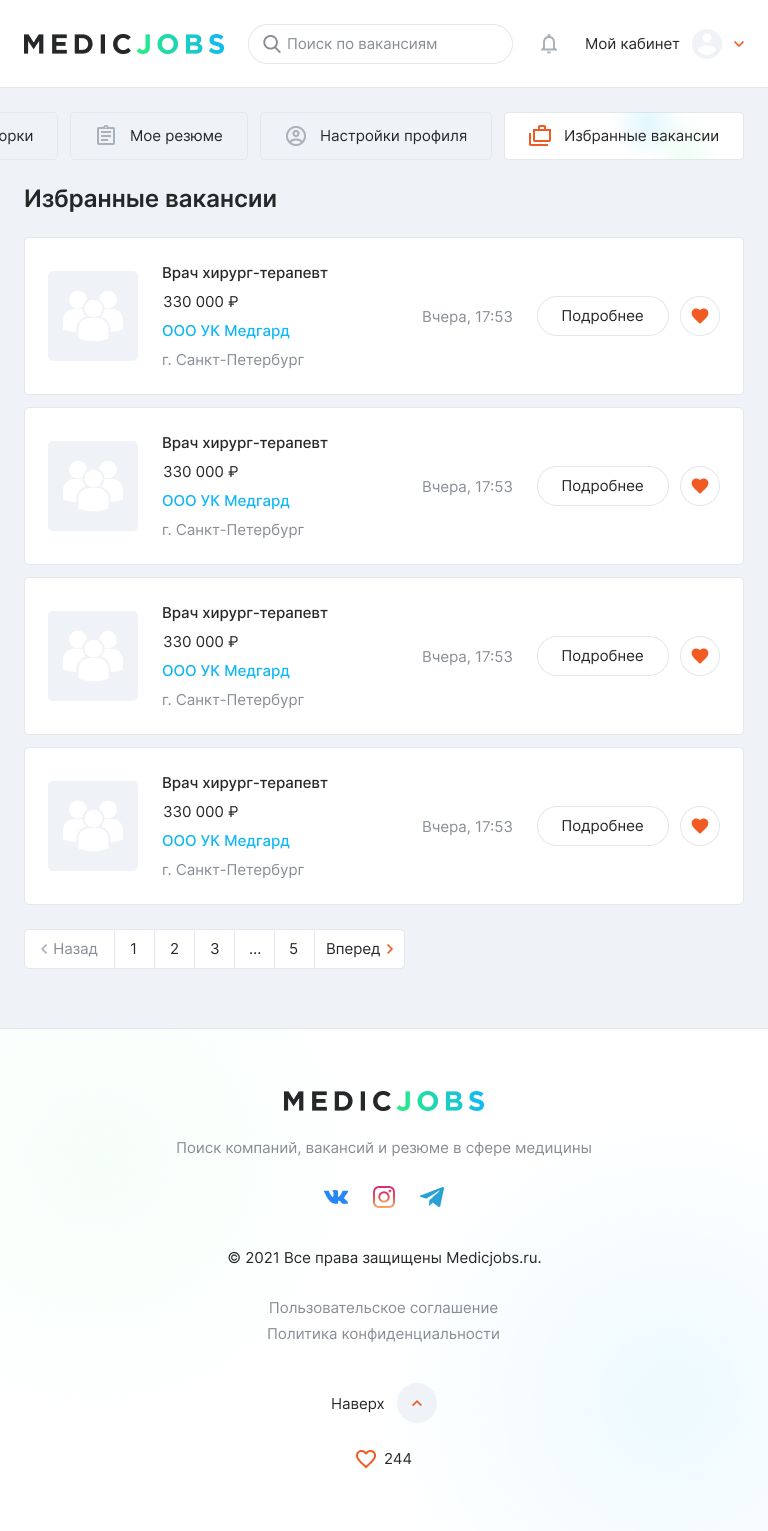 MEDICJOBS
Поиск по вакансиям
Мой кабинет
орки
Мое резюме
Настройки профиля
Избранные вакансии
Избранные вакансии
Врач хирург-терапевт
330 000 ₽
ООО УК Медгард
г. Санкт-Петербург
Вчера, 17:53
Подробнее
Врач хирург-терапевт
330 000 ₽
ООО УК Медгард
г. Санкт-Петербург
Вчера, 17:53
Подробнее
Врач хирург-терапевт
330 000 ₽
ООО УК Медгард
г. Санкт-Петербург
Вчера, 17:53
Подробнее
Врач хирург-терапевт
330 000 ₽
ООО УК Медгард
г. Санкт-Петербург
Вчера, 17:53
Подробнее
Назад 1 2 3 ... 5 Вперед
MEDICJOBS
Поиск компаний, вакансий и резюме в сфере медицины
© 2021 Все права защищены Medicjobs.ru.
Пользовательское соглашение
Политика конфиденциальности
Наверх
244